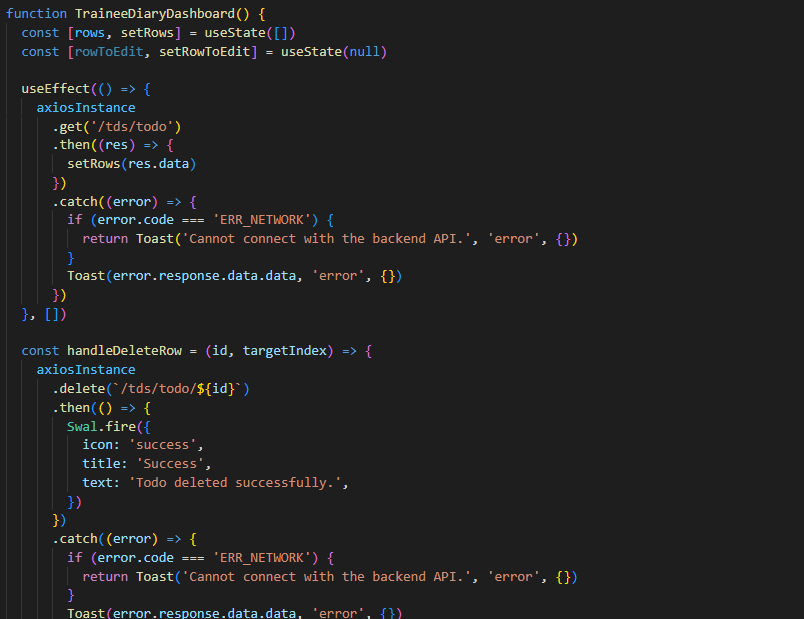 function TraineeDiaryDashboard() {
  const [rows, setRows] = useState([])
  const [rowToEdit, setRowToEdit] = useState(null)

  useEffect(() => {
    axiosInstance
      .get('/tds/todo')
      .then((res) => {
        setRows(res.data)
      })
      .catch((error) => {
        if (error.code === 'ERR_NETWORK') {
          return Toast('Cannot connect with the backend API.', 'error', {})
        }
        Toast(error.response.data.data, 'error', {})
      })
  }, [])

  const handleDeleteRow = (id, targetIndex) => {
    axiosInstance
      .delete(`/tds/todo/${id}`)
      .then(() => {
        Swal.fire({
          icon: 'success',
          title: 'Success',
          text: 'Todo deleted successfully.',
        })
      })
      .catch((error) => {
        if (error.code === 'ERR_NETWORK') {
          return Toast('Cannot connect with the backend API.', 'error', {})
        }
        Toast(error.response.data.data, 'error', {})